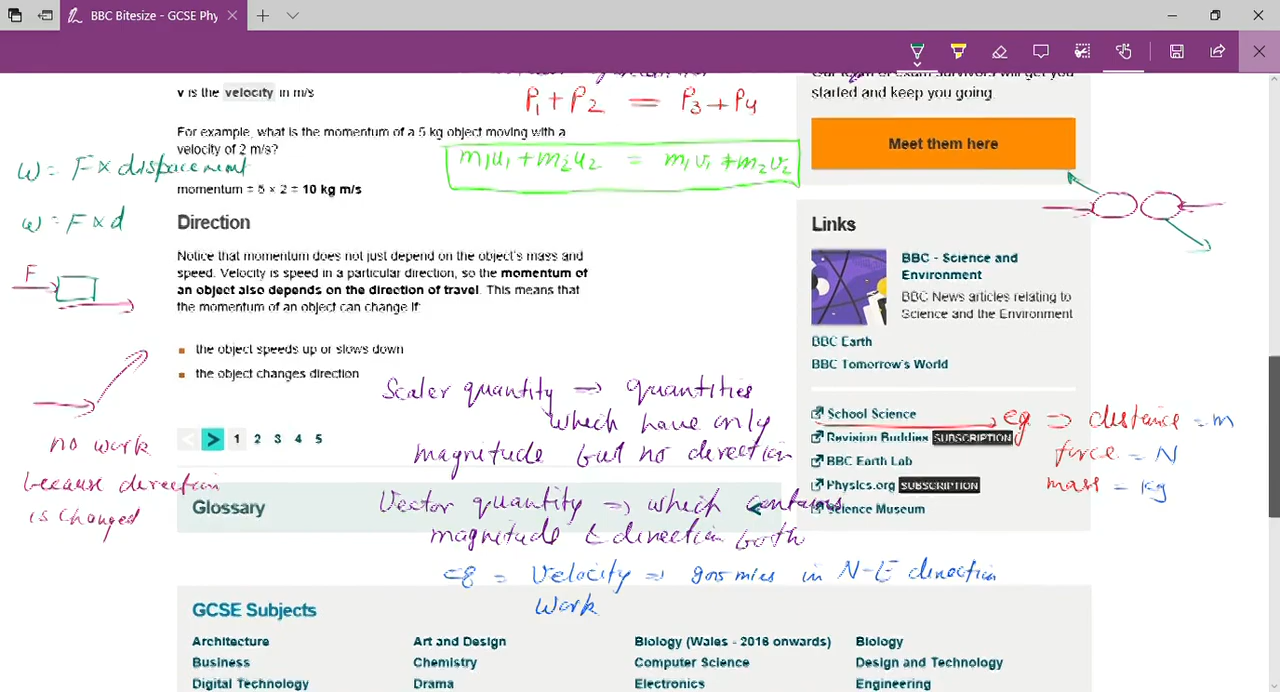 BBC Bitesize - GCSE Phy
v is the velocity in m/s
started and keep you going.
P1 + P2 = P3 + P4
For example, what is the momentum of a 5 kg object moving with a
velocity of 2 m/s?
Meet them here
m1u1 + m2u2 = m1v1 + m2v2
w = F x dispacement
momentum = 5 × 2 = 10 kg m/s
w = F x d
Direction
Links
Notice that momentum does not just depend on the object's mass and
speed. Velocity is speed in a particular direction, so the momentum of
an object also depends on the direction of travel. This means that
the momentum of an object can change if:
BBC - Science and
Environment
BBC News articles relating to
Science and the Environment
F
BBC Earth
BBC Tomorrow's World
the object speeds up or slows down
the object changes direction
Scaler quantity ⇒ quantities
which have only
magnitude but no direction
School Science
Revision Buddies SUBSCRIPTION
BBC Earth Lab
Physics.org SUBSCRIPTION
Science Museum
eg ⇒ distance = m
force = N
mass = kg
1 2 3 4 5
no work
because direction
is changed
Glossary
Vector quantity ⇒ which contains
magnitude & direction both
eg = Velocity ⇒ in N-E direction
work
GCSE Subjects
Architecture Art and Design Biology (Wales - 2016 onwards) Biology
Business Chemistry Computer Science Design and Technology
Digital Technology Drama Electronics Engineering